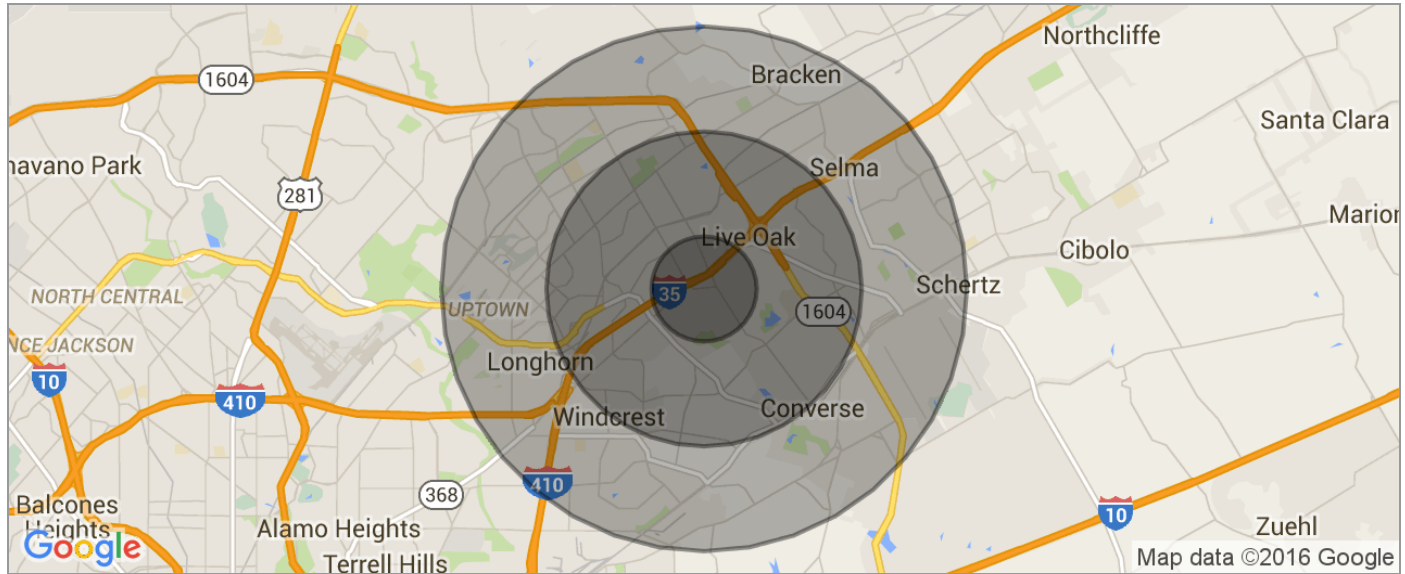 Northcliffe
Bracken
1604
Santa Clara
navano Park
Selma
281
Marion
Live Oak
Cibolo
Schertz
NORTH CENTRAL
35
UPTOWN
1604
NCE JACKSON
Longhorn
10
410
Converse
Windcrest
410
368
Balcones
Heights
10
Alamo Heights
Zuehl
Google
Terrell Hills
Map data ©2016 Google